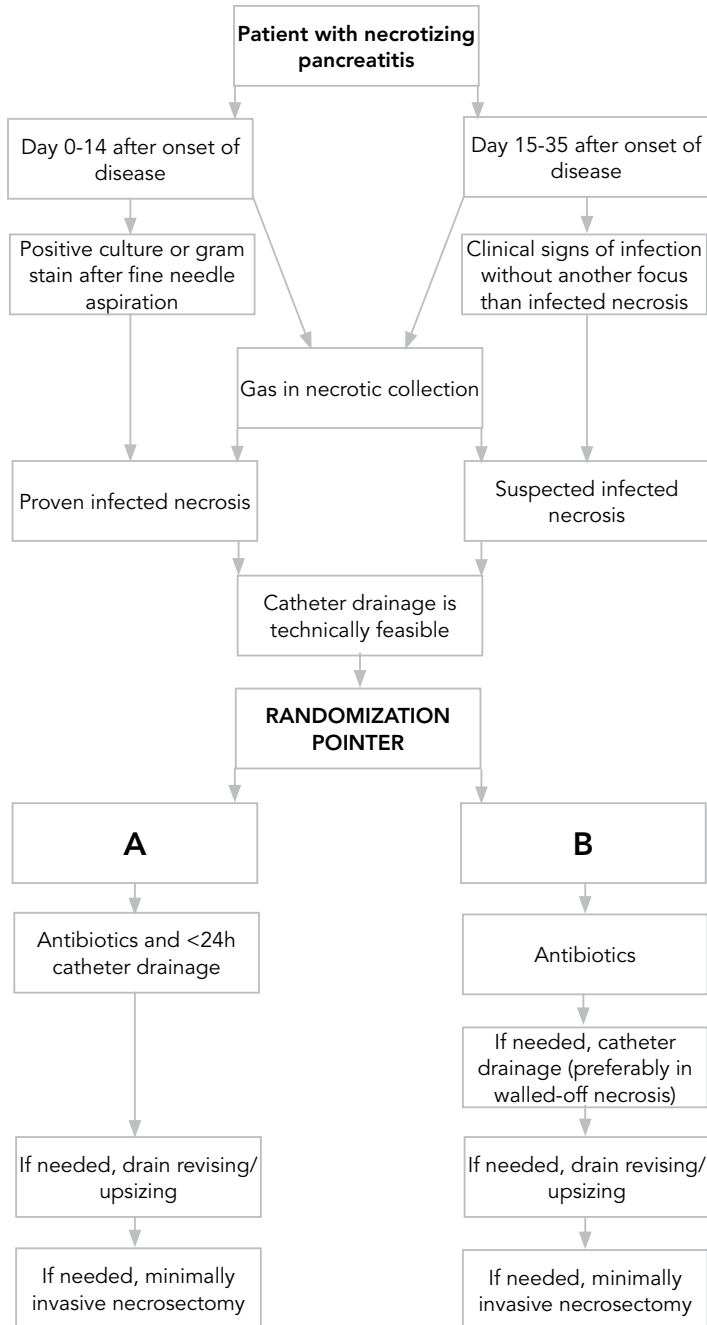 Patient with necrotizing
pancreatitis
Day 0-14 after onset of
disease
Day 15-35 after onset of
disease
Positive culture or gram
stain after fine needle
aspiration
Clinical signs of infection
without another focus
than infected necrosis
Gas in necrotic collection
Proven infected necrosis
Suspected infected
necrosis
Catheter drainage is
technically feasible
RANDOMIZATION
POINTER
A
B
Antibiotics and <24h
catheter drainage
Antibiotics
If needed, catheter
drainage (preferably in
walled-off necrosis)
If needed, drain revising/
upsizing
If needed, drain revising/
upsizing
If needed, minimally
invasive necrosectomy
If needed, minimally
invasive necrosectomy